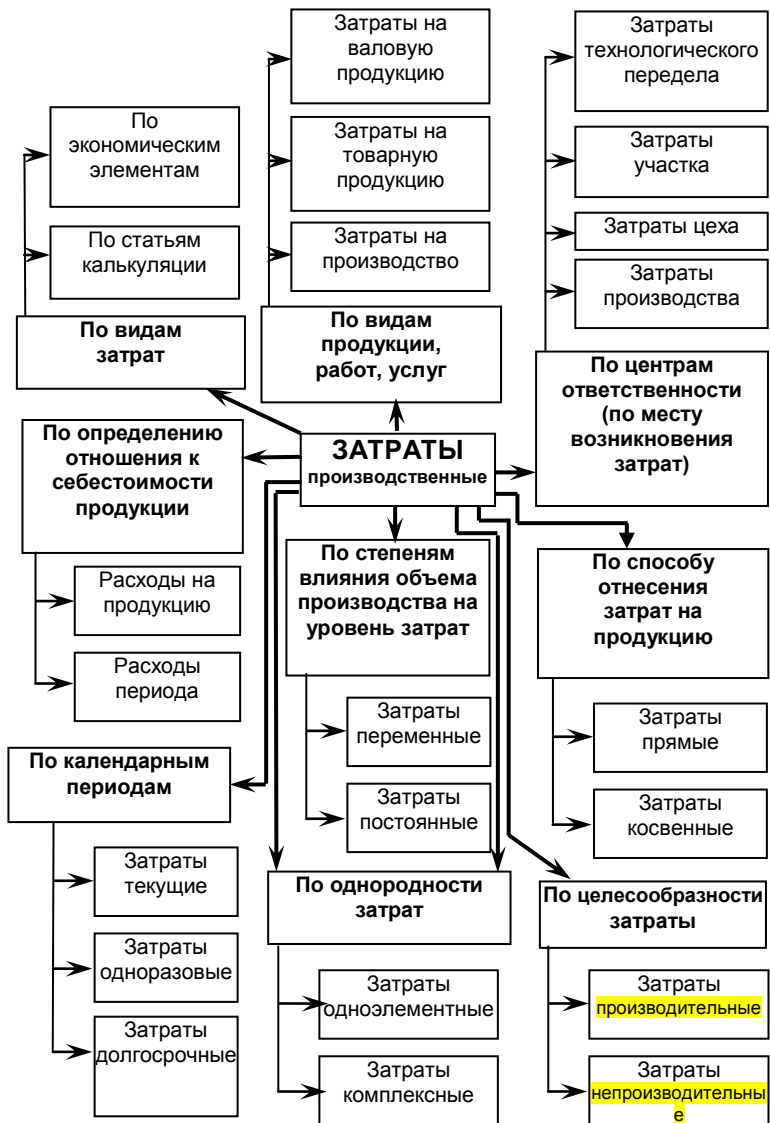 Затраты на
валовую
продукцию
Затраты
технологического
передела
По
экономическим
элементам
Затраты на
товарную
продукцию
Затраты
участка
По статьям
калькуляции
Затраты на
производство
Затраты цеха
Затраты
производства
По видам
затрат
По видам
продукции,
работ, услуг
По центрам
ответственности
(по месту
возникновения
затрат)
По определению
отношения к
себестоимости
продукции
ЗАТРАТЫ
производственные
Расходы на
продукцию
Расходы
периода
По степеням
влияния объема
производства на
уровень затрат
По способу
отнесения
затрат на
продукцию
Затраты
переменные
Затраты
прямые
По календарным
периодам
Затраты
постоянные
Затраты
косвенные
Затраты
текущие
Затраты
одноразовые
Затраты
долгосрочные
По однородности
затрат
По целесообразности
затраты
Затраты
одноэлементные
Затраты
производительные
Затраты
комплексные
Затраты
непроизводительны
е